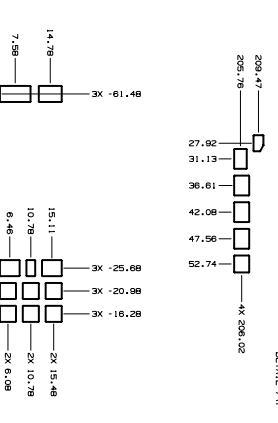 7.58
14.78
3X -61.48
205.76
209.47
27.92
31.13
36.61
42.08
47.56
52.74
4X 206.02
6.46
10.78
15.11
3X -25.68
3X -20.98
3X -16.28
2X 6.08
2X 10.78
2X 15.48